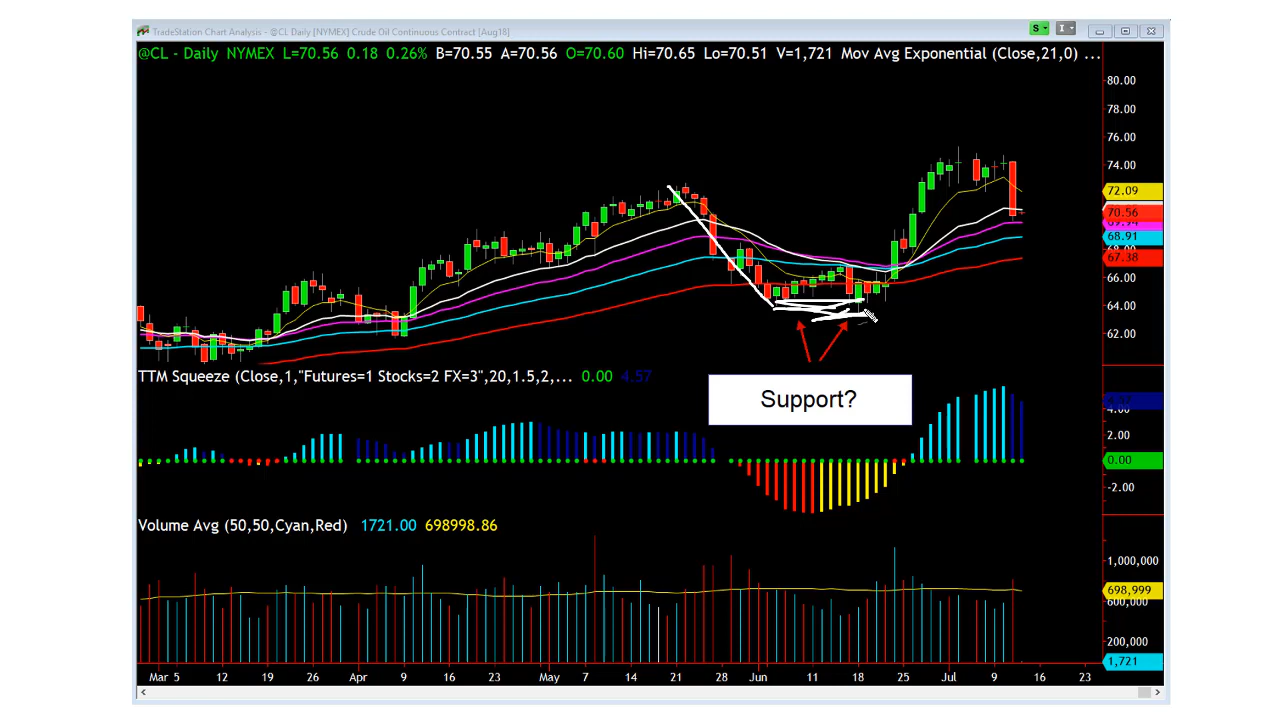 TradeStation Chart Analysis - @CL Daily [NYMEX] Crude Oil Continuous Contract [Aug18]
S
I
@CL - Daily NYMEX L=70.56 0.18 0.26% B=70.55 A=70.56 O=70.60 Hi=70.65 Lo=70.51 V=1,721 Mov Avg Exponential (Close,21,0) ...
80.00
78.00
76.00
74.00
72.09
70.56
68.91
67.38
66.00
64.00
62.00
TTM Squeeze (Close,1,"Futures=1 Stocks=2 FX=3",20,1.5,2,... 0.00 4.57
Support?
4.00
2.00
0.00
-2.00
Volume Avg (50,50,Cyan,Red) 1721.00 698998.86
1,000,000
698,999
600,000
200,000
1,721
Mar 5 12 19 26 Apr 9 16 23 May 7 14 21 28 Jun 11 18 25 Jul 9 16 23